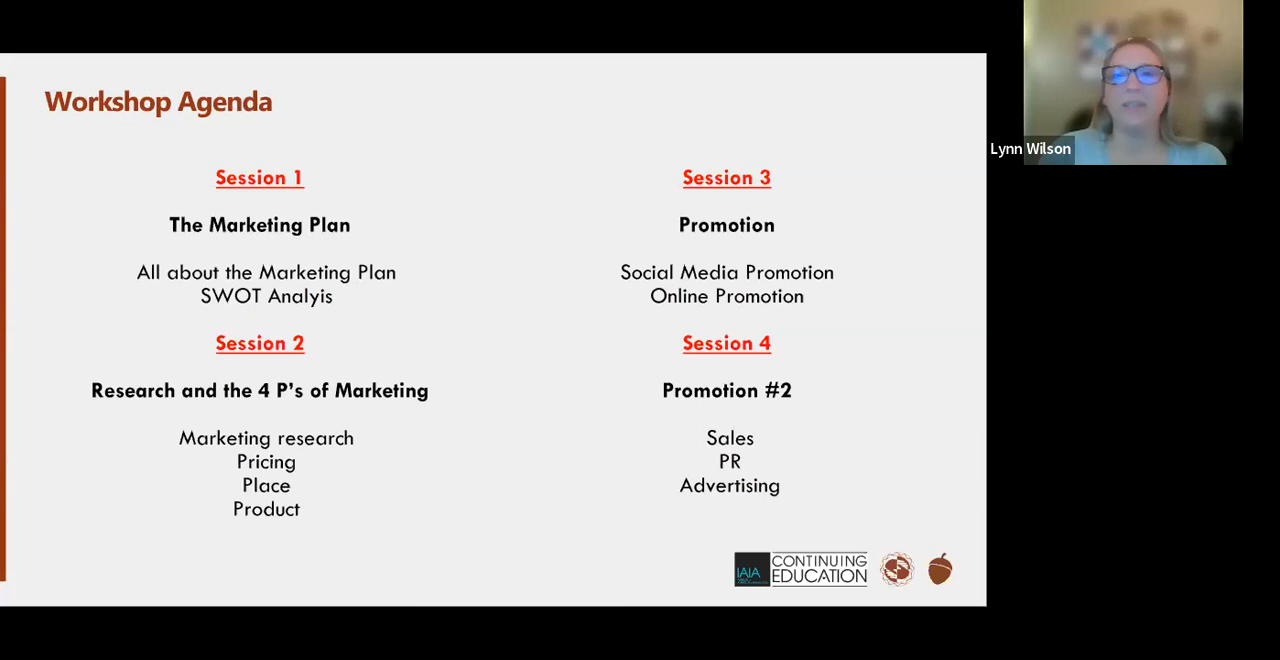 Workshop Agenda
Session 1
The Marketing Plan
All about the Marketing Plan
SWOT Analyis
Session 2
Research and the 4 P's of Marketing
Marketing research
Pricing
Place
Product
Session 3
Promotion
Social Media Promotion
Online Promotion
Session 4
Promotion #2
Sales
PR
Advertising
IAIA
CONTINUING
EDUCATION
Lynn Wilson